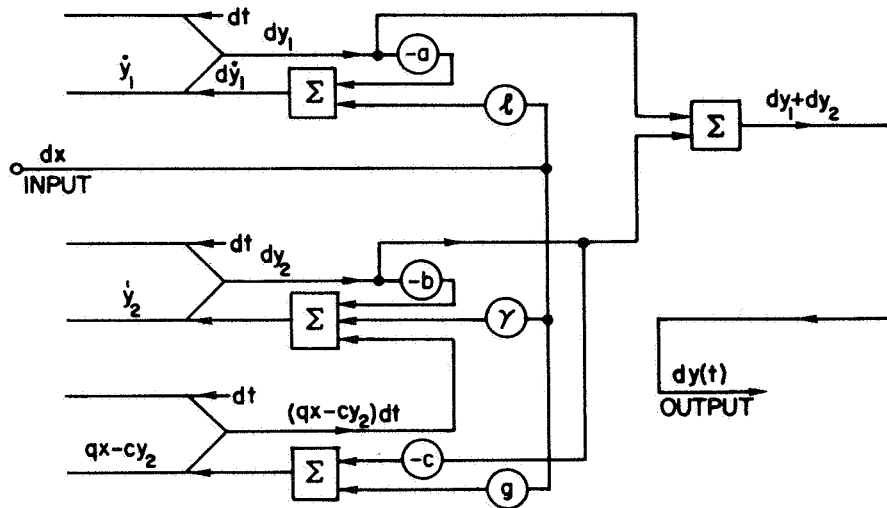 dt
dy₁
-a
ẏ₁
dẏ₁
Σ
ℓ
Σ
dy₁+dy₂
dx
INPUT
dt
dy₂
-b
ẏ₂
Σ
γ
dt
(qx-cy₂)dt
dy(t)
OUTPUT
qx-cy₂
Σ
-c
g